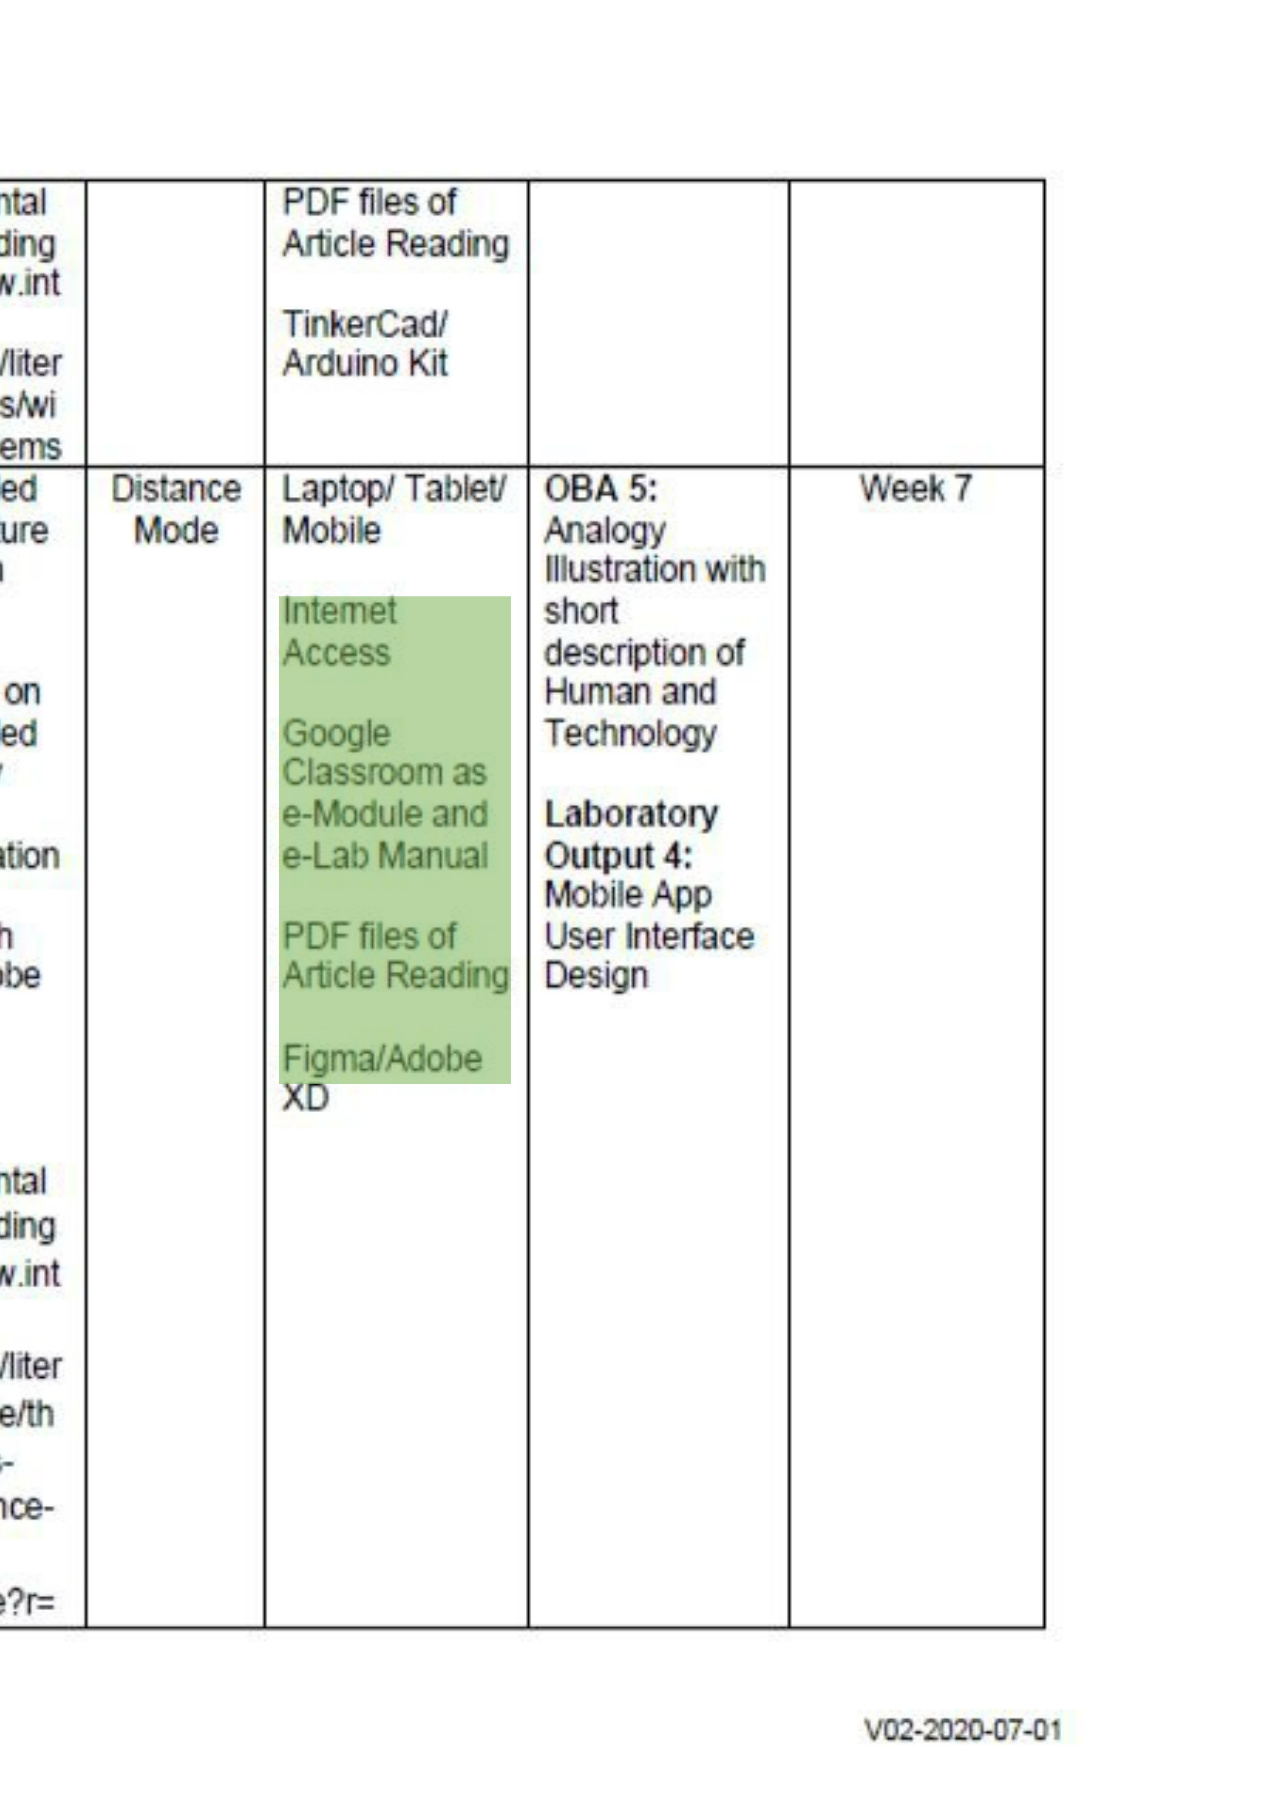 ntal
ding
w.int
/liter
s/wi
ems
PDF files of
Article Reading
TinkerCad/
Arduino Kit
ed
ure
on
ed
ation
h
obe
ntal
ding
w.int
/liter
e/th
s-
nce-
e?r=
Distance
Mode
Laptop/ Tablet/
Mobile
Internet
Access
Google
Classroom as
e-Module and
e-Lab Manual
PDF files of
Article Reading
Figma/Adobe
XD
OBA 5:
Analogy
Illustration with
short
description of
Human and
Technology
Laboratory
Output 4:
Mobile App
User Interface
Design
Week 7
V02-2020-07-01